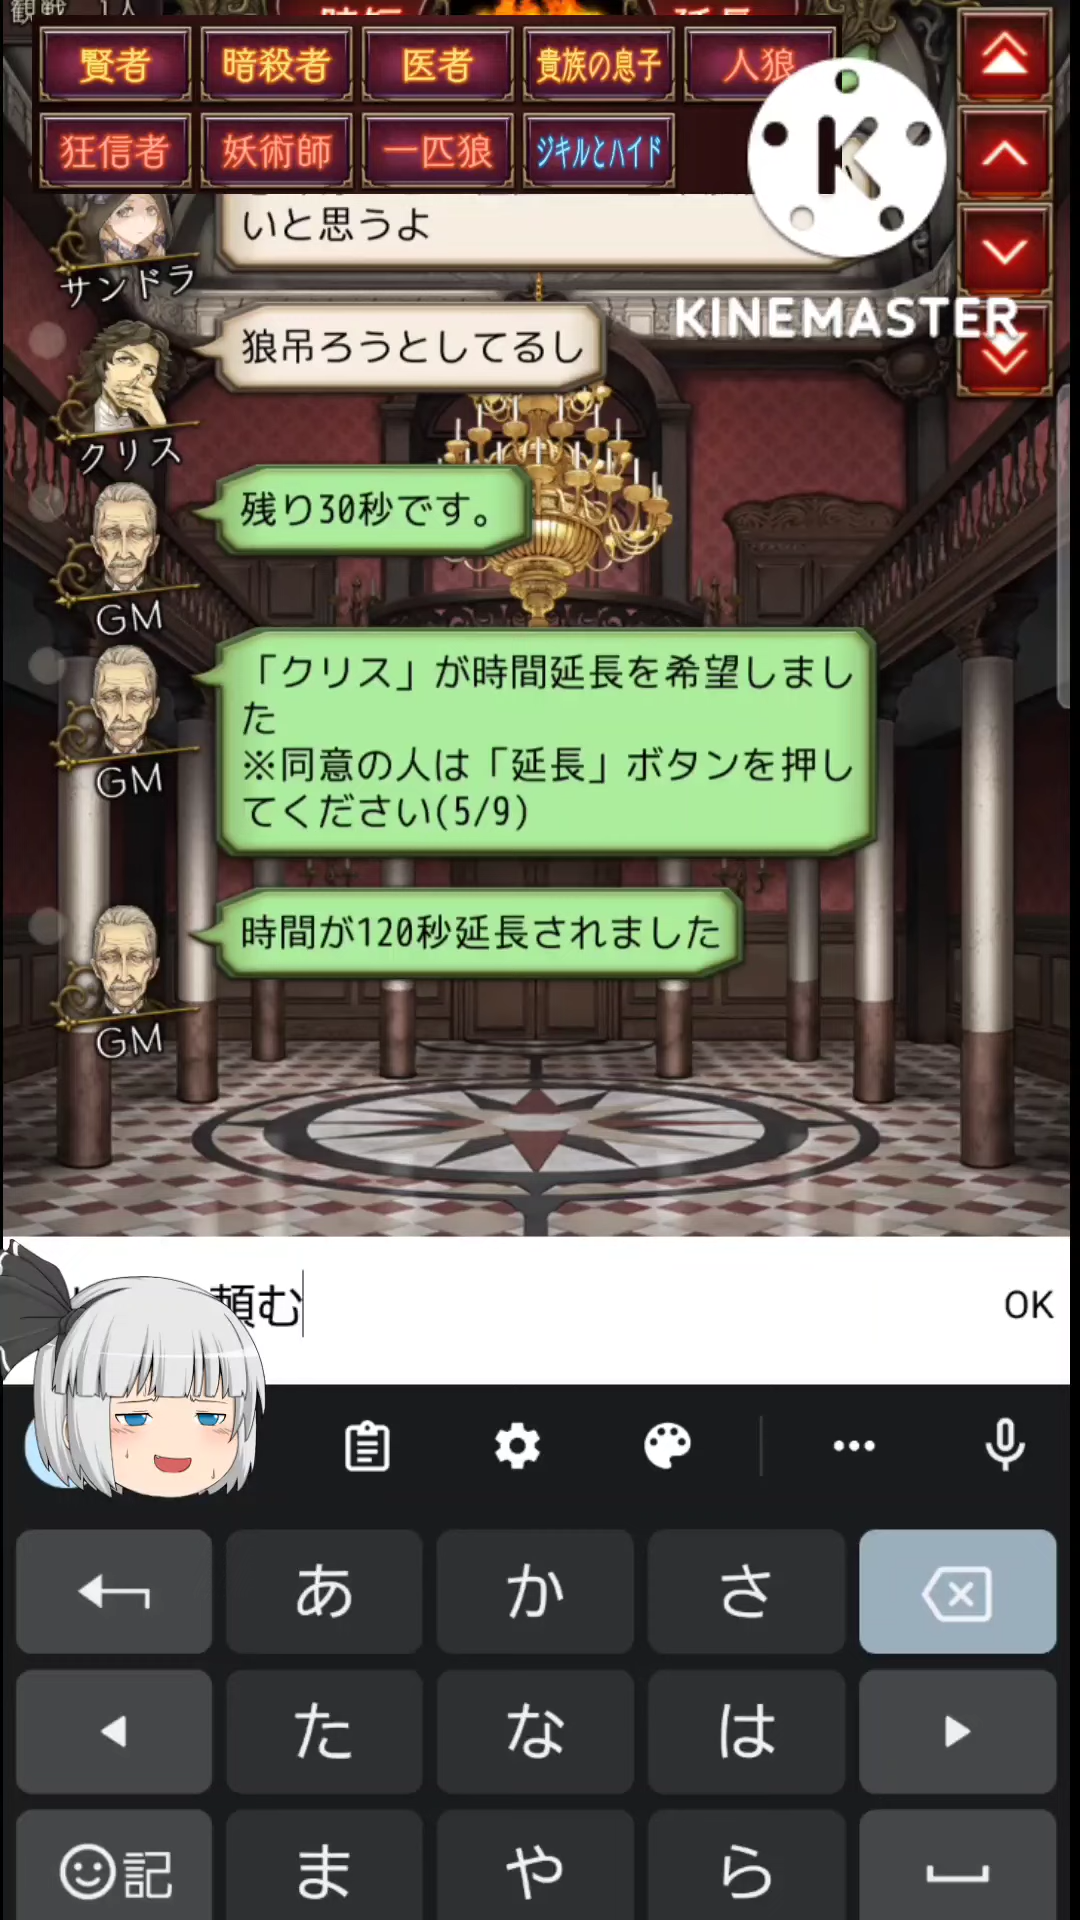 賢者 暗殺者 医者 貴族の息子 人狼
狂信者 妖術師 一匹狼 ジキルとハイド
K
KINEMASTER
いと思うよ
サンドラ
狼吊ろうとしてるし
クリス
残り30秒です。
GM
「クリス」が時間延長を希望しまし
た
※同意の人は「延長」ボタンを押し
てください(5/9)
GM
時間が120秒延長されました
GM
頼む
OK
あ か さ
た な は
記 ま や ら